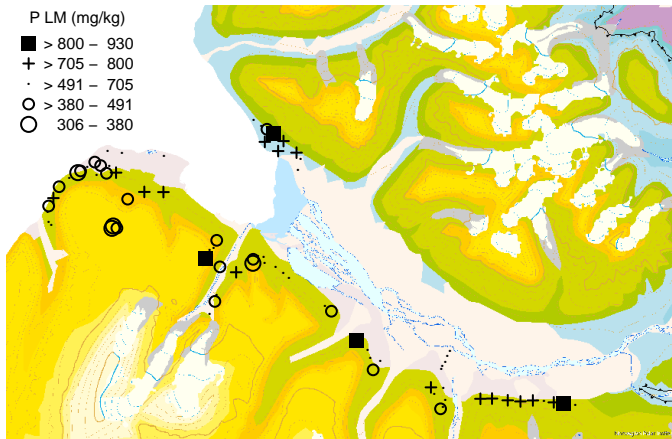 P LM (mg/kg)
> 800 – 930
> 705 – 800
> 491 – 705
> 380 – 491
306 – 380